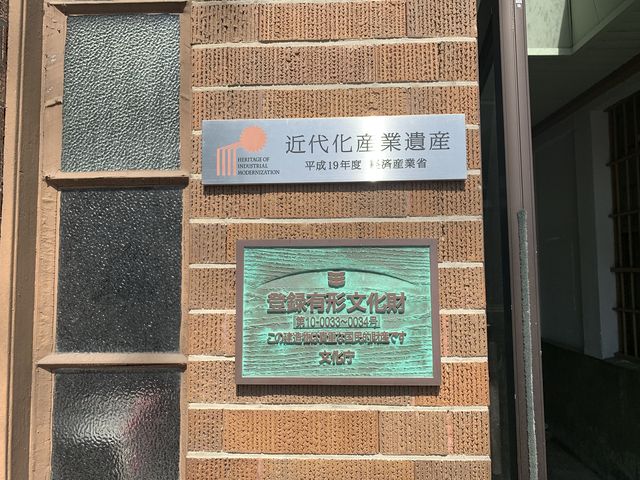 近代化産業遺産
HERITAGE OF
INDUSTRIAL
MODERNIZATION
平成19年度 経済産業省
登録有形文化財
第10-0033~0034号
この建造物は貴重な国民的財産です
文化庁